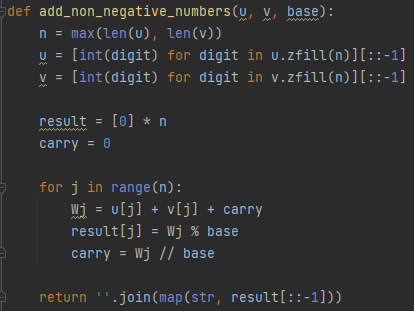 def add_non_negative_numbers(u, v, base):
    n = max(len(u), len(v))
    u = [int(digit) for digit in u.zfill(n)][::-1]
    v = [int(digit) for digit in v.zfill(n)][::-1]

    result = [0] * n
    carry = 0

    for j in range(n):
        Wj = u[j] + v[j] + carry
        result[j] = Wj % base
        carry = Wj // base

    return ''.join(map(str, result[::-1]))